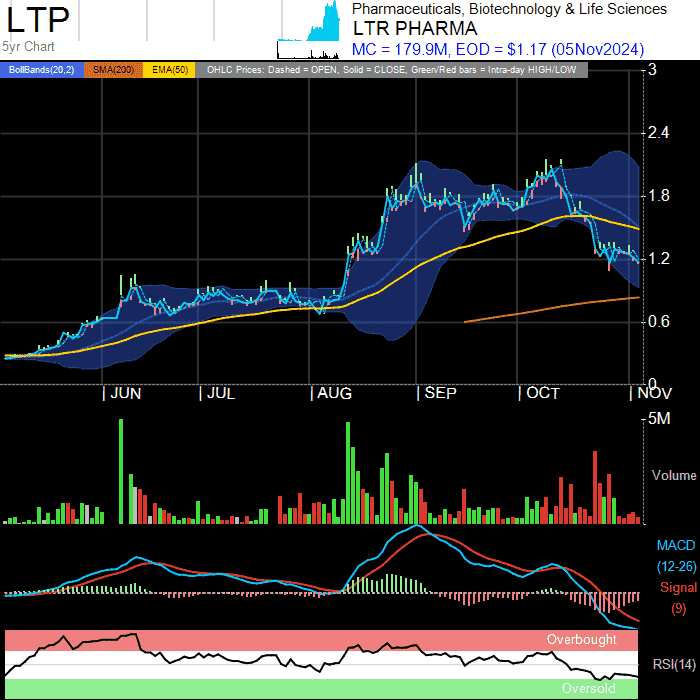 LTP
5yr Chart
Pharmaceuticals, Biotechnology & Life Sciences
LTR PHARMA
MC = 179.9M, EOD = $1.17 (05Nov2024)
BollBands(20,2) SMA(200) EMA(50) OHLC Prices: Dashed = OPEN, Solid = CLOSE, Green/Red bars = Intra-day HIGH/LOW
3
2.4
1.8
1.2
0.6
0
JUN JUL AUG SEP OCT NOV
5M
Volume
MACD
(12-26)
Signal
(9)
Overbought
RSI(14)
Oversold